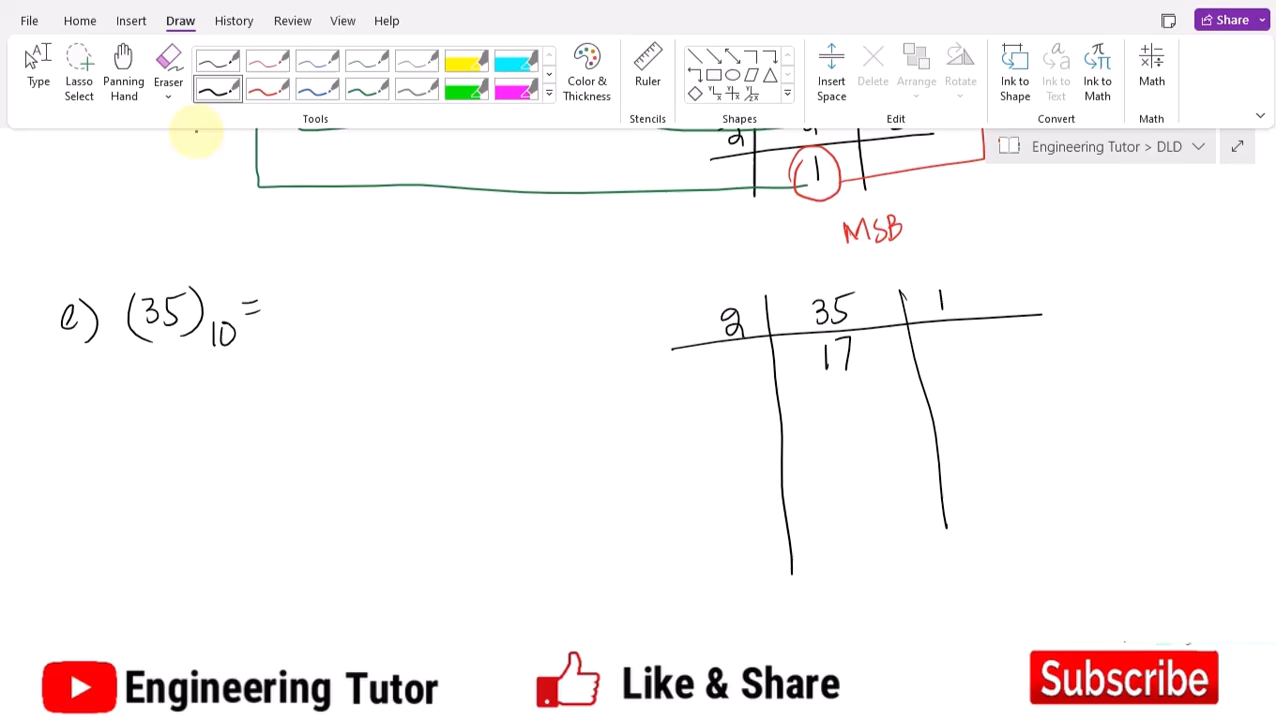 File Home Insert Draw History Review View Help Share
Type Lasso Select Panning Hand Eraser Color & Thickness Ruler Insert Space Delete Arrange Rotate Ink to Shape Ink to Text Ink to Math Math
Tools Stencils Shapes Edit Convert Math
2
Engineering Tutor > DLD
1
MSB
e) (35)10 =
2 35 1
17
Engineering Tutor Like & Share Subscribe